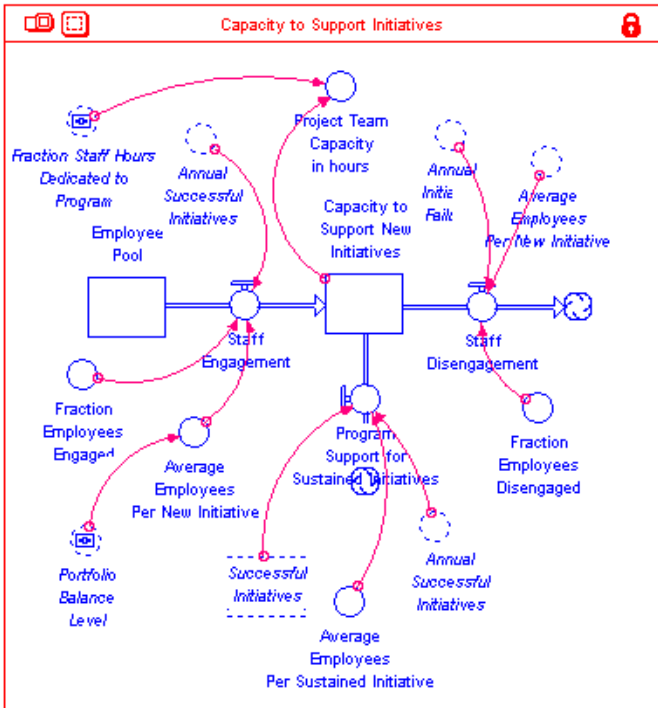 Capacity to Support Initiatives
Project Team
Capacity
in hours
Fraction Staff Hours
Dedicated to
Program
Annual
Successful
Initiatives
Annual
Average
Employees
Per New Initiative
Employee
Pool
Capacity to
Support New
Initiatives
Staff
Engagement
Staff
Disengagement
Fraction
Employees
Engaged
Average
Employees
Per New Initiative
Program
Support for
Sustained Initiatives
Fraction
Employees
Disengaged
Portfolio
Balance
Level
Successful
Initiatives
Annual
Successful
Initiatives
Average
Employees
Per Sustained Initiative